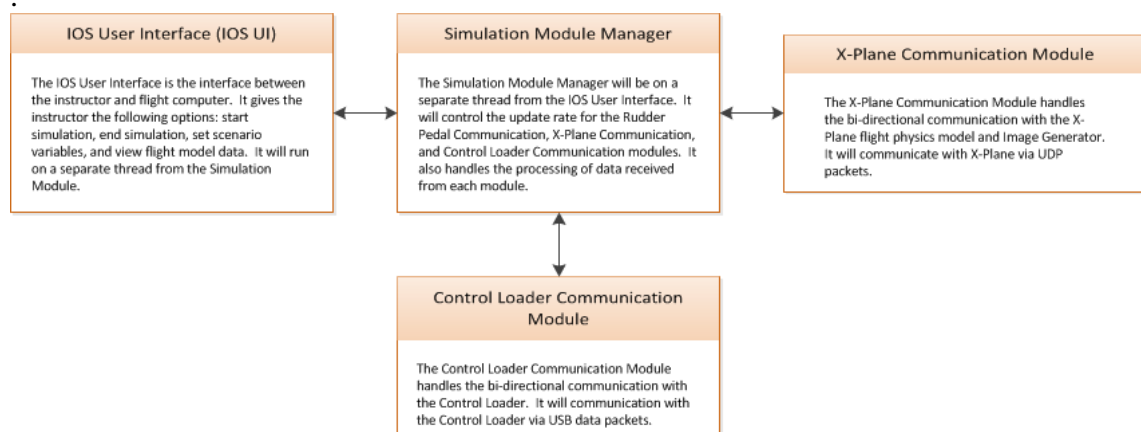 .
IOS User Interface (IOS UI)
The IOS User Interface is the interface between
the instructor and flight computer. It gives the
instructor the following options: start
simulation, end simulation, set scenario
variables, and view flight model data. It will run
on a separate thread from the Simulation
Module.
Simulation Module Manager
The Simulation Module Manager will be on a
separate thread from the IOS User Interface. It
will control the update rate for the Rudder
Pedal Communication, X-Plane Communication,
and Control Loader Communication modules. It
also handles the processing of data received
from each module.
X-Plane Communication Module
The X-Plane Communication Module handles
the bi-directional communication with the X-
Plane flight physics model and Image Generator.
It will communicate with X-Plane via UDP
packets.
Control Loader Communication
Module
The Control Loader Communication Module
handles the bi-directional communication with
the Control Loader. It will communication with
the Control Loader via USB data packets.